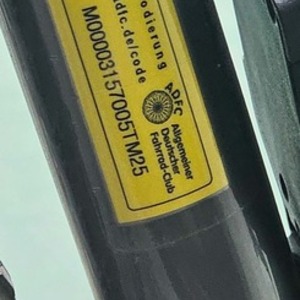 odierung
dfc.de/code
M00003157005TM25
ADFC
Allgemeiner
Deutscher
Fahrrad-Club